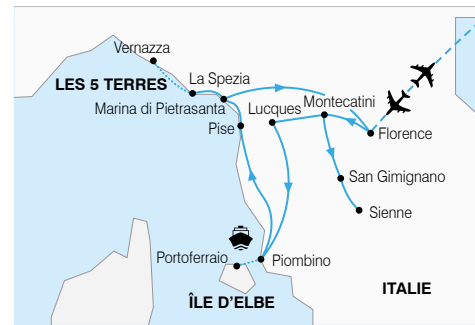 Vernazza
LES 5 TERRES
La Spezia
Marina di Pietrasanta
Lucques
Montecatini
Pise
Florence
San Gimignano
Sienne
Portoferraio
Piombino
ÎLE D'ELBE
ITALIE